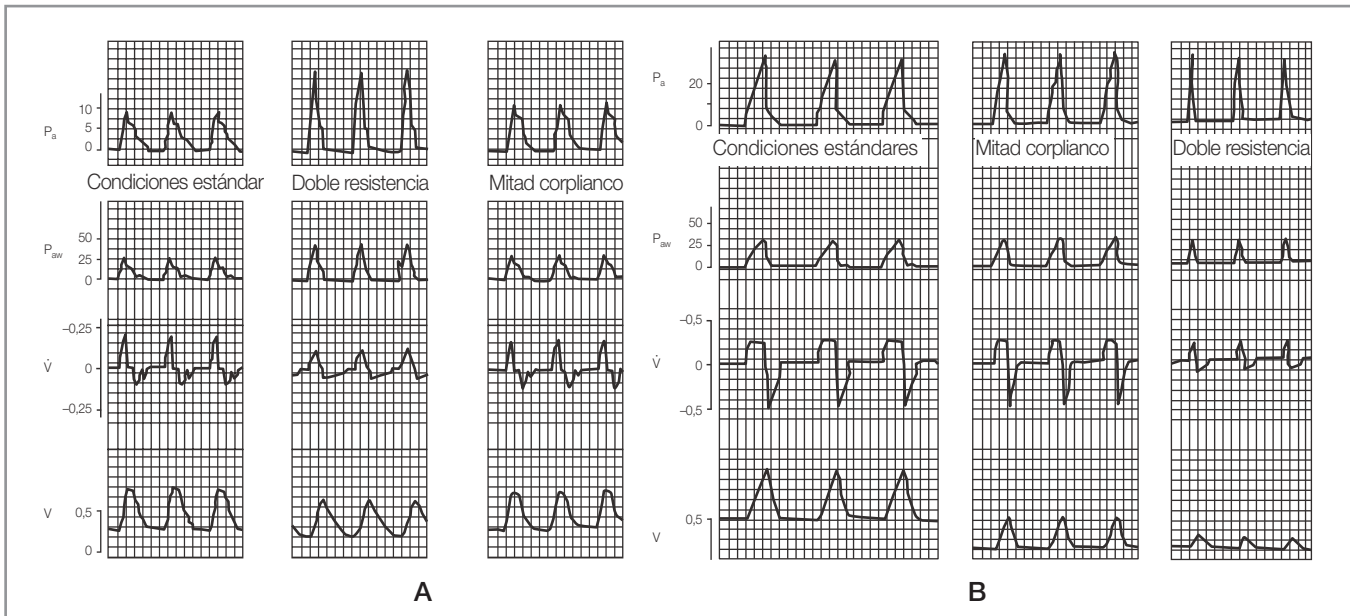 10
5
0
Pa
Condiciones estándar
Doble resistencia
Mitad corplianco
50
25
0
Paw
−0,25
0
−0,25
V̇
0,5
0
V
A
20
0
Pa
Condiciones estándares
Mitad corplianco
Doble resistencia
50
25
0
Paw
−0,5
0
−0,5
V̇
0,5
V
B